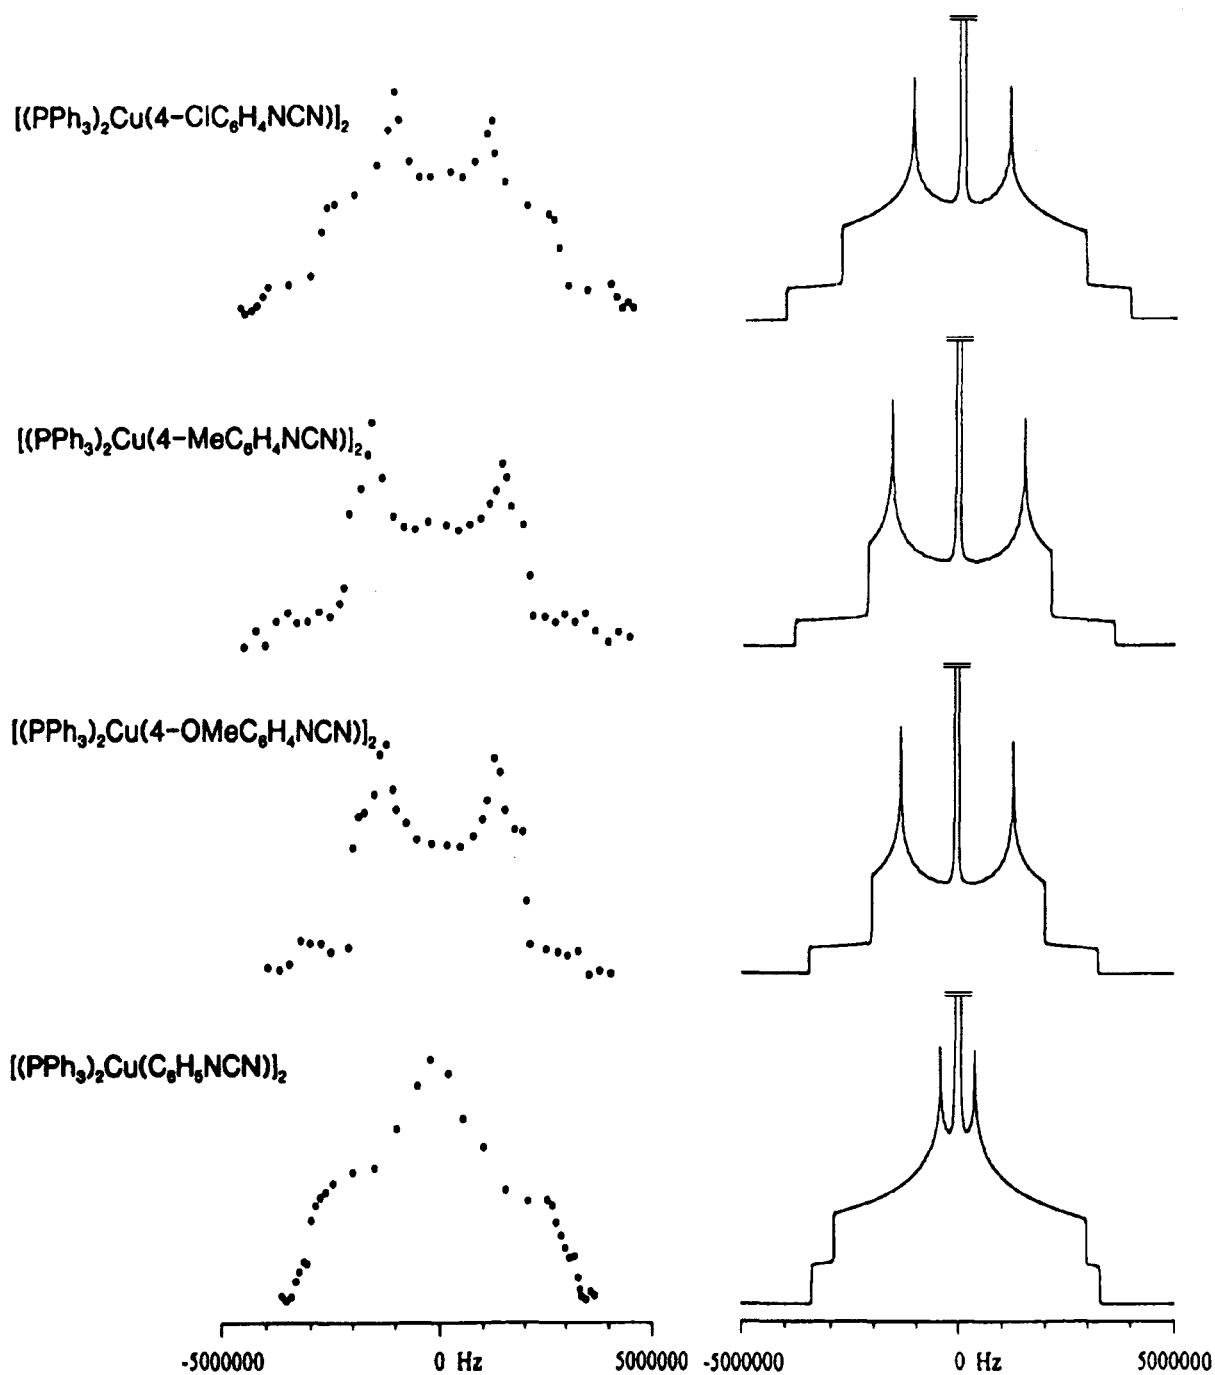 [(PPh₃)₂Cu(4-ClC₆H₄NCN)]₂
[(PPh₃)₂Cu(4-MeC₆H₄NCN)]₂
[(PPh₃)₂Cu(4-OMeC₆H₄NCN)]₂
[(PPh₃)₂Cu(C₆H₅NCN)]₂
-5000000 0 Hz 5000000 -5000000 0 Hz 5000000